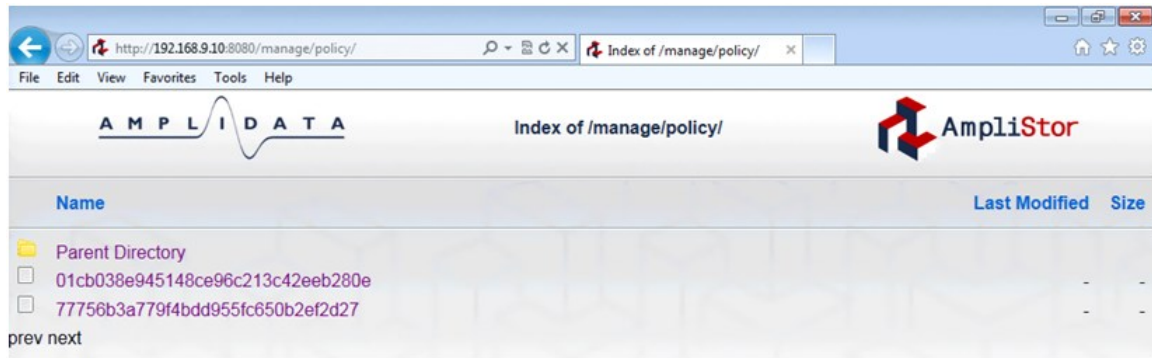 http://192.168.9.10:8080/manage/policy/
Index of /manage/policy/
File Edit View Favorites Tools Help
AMPLIDATA
Index of /manage/policy/
AmpliStor
Name Last Modified Size
Parent Directory
01cb038e945148ce96c213c42eeb280e - -
77756b3a779f4bdd955fc650b2ef2d27 - -
prev next